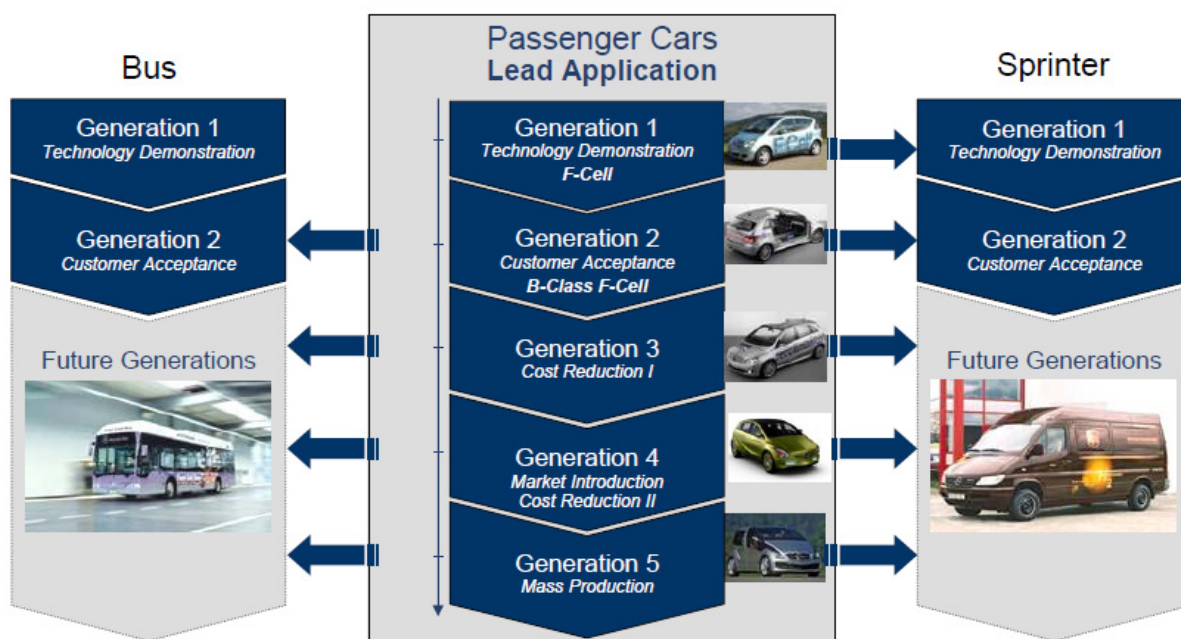 Bus
Generation 1
Technology Demonstration
Generation 2
Customer Acceptance
Future Generations
Passenger Cars
Lead Application
Generation 1
Technology Demonstration
F-Cell
Generation 2
Customer Acceptance
B-Class F-Cell
Generation 3
Cost Reduction I
Generation 4
Market Introduction
Cost Reduction II
Generation 5
Mass Production
Sprinter
Generation 1
Technology Demonstration
Generation 2
Customer Acceptance
Future Generations